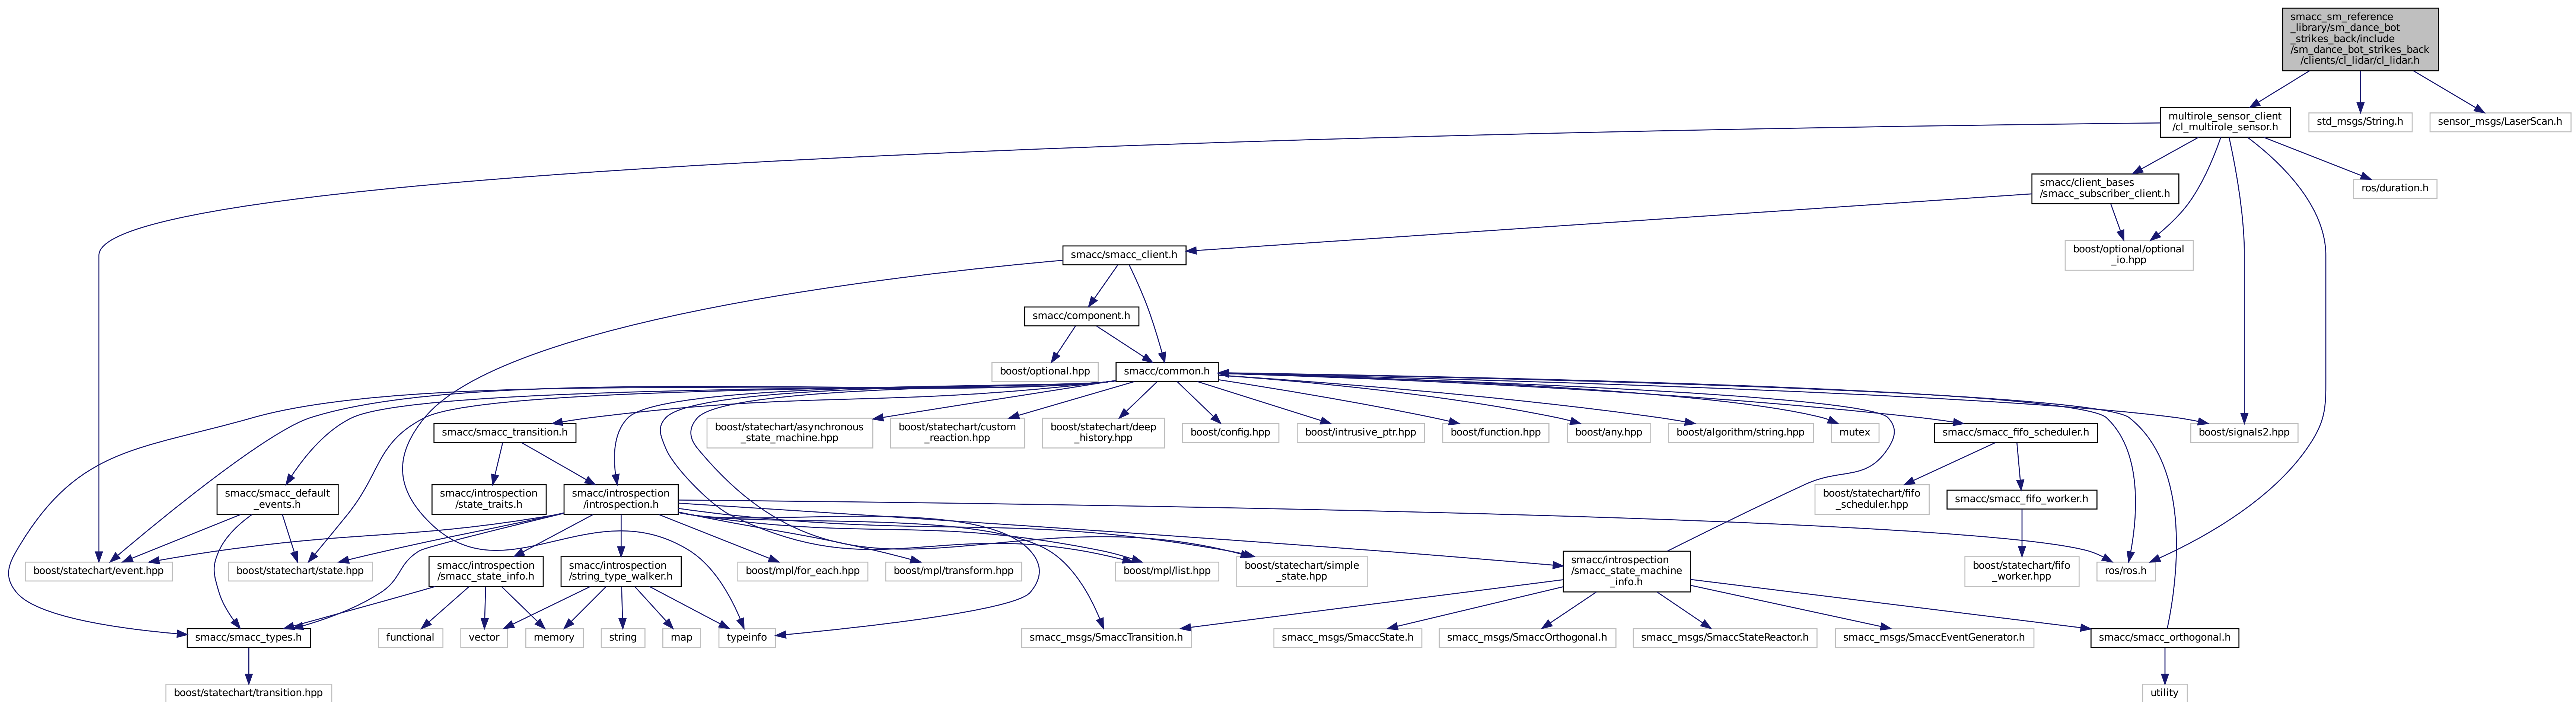 smacc_sm_reference
_library/sm_dance_bot
_strikes_back/include
/sm_dance_bot_strikes_back
/clients/cl_lidar/cl_lidar.h
multirole_sensor_client
/cl_multirole_sensor.h
std_msgs/String.h
sensor_msgs/LaserScan.h
smacc/client_bases
/smacc_subscriber_client.h
ros/duration.h
smacc/smacc_client.h
boost/optional/optional
_io.hpp
smacc/component.h
boost/optional.hpp
smacc/common.h
smacc/smacc_transition.h
boost/statechart/asynchronous
_state_machine.hpp
boost/statechart/custom
_reaction.hpp
boost/statechart/deep
_history.hpp
boost/config.hpp
boost/intrusive_ptr.hpp
boost/function.hpp
boost/any.hpp
boost/algorithm/string.hpp
mutex
smacc/smacc_fifo_scheduler.h
boost/signals2.hpp
smacc/smacc_default
_events.h
smacc/introspection
/state_traits.h
smacc/introspection
/introspection.h
boost/statechart/fifo
_scheduler.hpp
smacc/smacc_fifo_worker.h
boost/statechart/event.hpp
boost/statechart/state.hpp
smacc/introspection
/smacc_state_info.h
smacc/introspection
/string_type_walker.h
boost/mpl/for_each.hpp
boost/mpl/transform.hpp
boost/mpl/list.hpp
boost/statechart/simple
_state.hpp
smacc/introspection
/smacc_state_machine
_info.h
boost/statechart/fifo
_worker.hpp
ros/ros.h
smacc/smacc_types.h
functional
vector
memory
string
map
typeinfo
smacc_msgs/SmaccTransition.h
smacc_msgs/SmaccState.h
smacc_msgs/SmaccOrthogonal.h
smacc_msgs/SmaccStateReactor.h
smacc_msgs/SmaccEventGenerator.h
smacc/smacc_orthogonal.h
boost/statechart/transition.hpp
utility